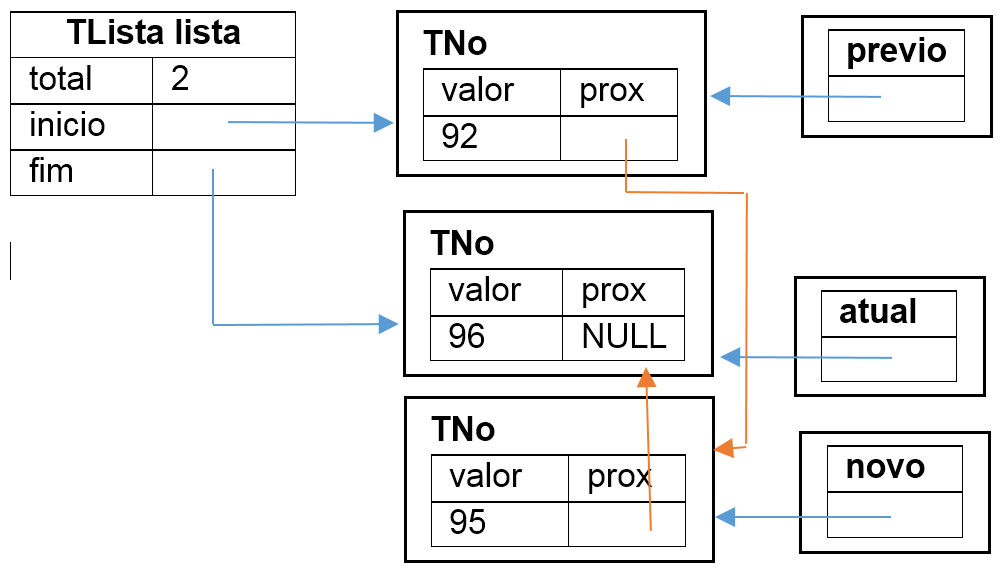 TLista lista
total 2
inicio
fim
TNo
valor prox
92
previo
TNo
valor prox
96 NULL
atual
TNo
valor prox
95
novo